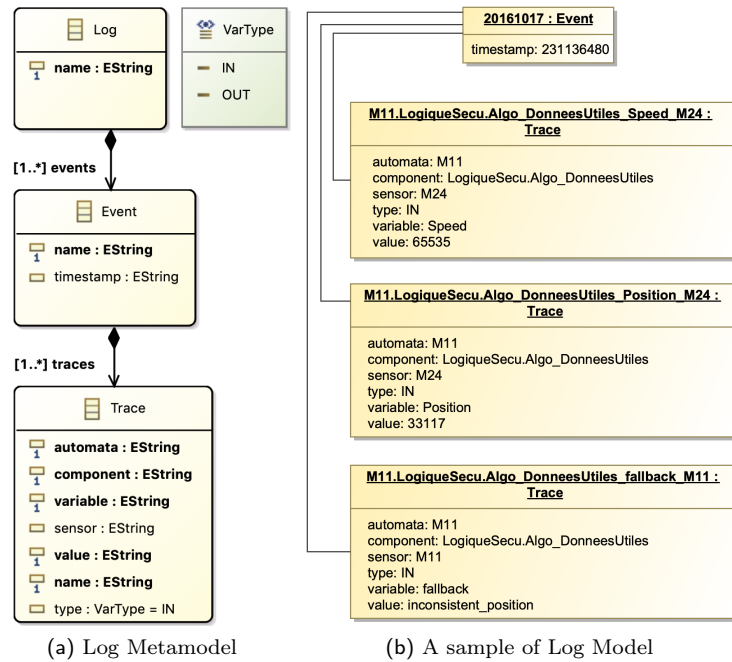 Log
name : EString
VarType
IN
OUT
[1..*] events
Event
name : EString
timestamp : EString
[1..*] traces
Trace
automata : EString
component : EString
variable : EString
sensor : EString
value : EString
name : EString
type : VarType = IN
(a) Log Metamodel
20161017 : Event
timestamp: 231136480
M11.LogiqueSecu.Algo_DonneesUtiles_Speed_M24 :
Trace
automata: M11
component: LogiqueSecu.Algo_DonneesUtiles
sensor: M24
type: IN
variable: Speed
value: 65535
M11.LogiqueSecu.Algo_DonneesUtiles_Position_M24 :
Trace
automata: M11
component: LogiqueSecu.Algo_DonneesUtiles
sensor: M24
type: IN
variable: Position
value: 33117
M11.LogiqueSecu.Algo_DonneesUtiles_fallback_M11 :
Trace
automata: M11
component: LogiqueSecu.Algo_DonneesUtiles
sensor: M11
type: IN
variable: fallback
value: inconsistent_position
(b) A sample of Log Model